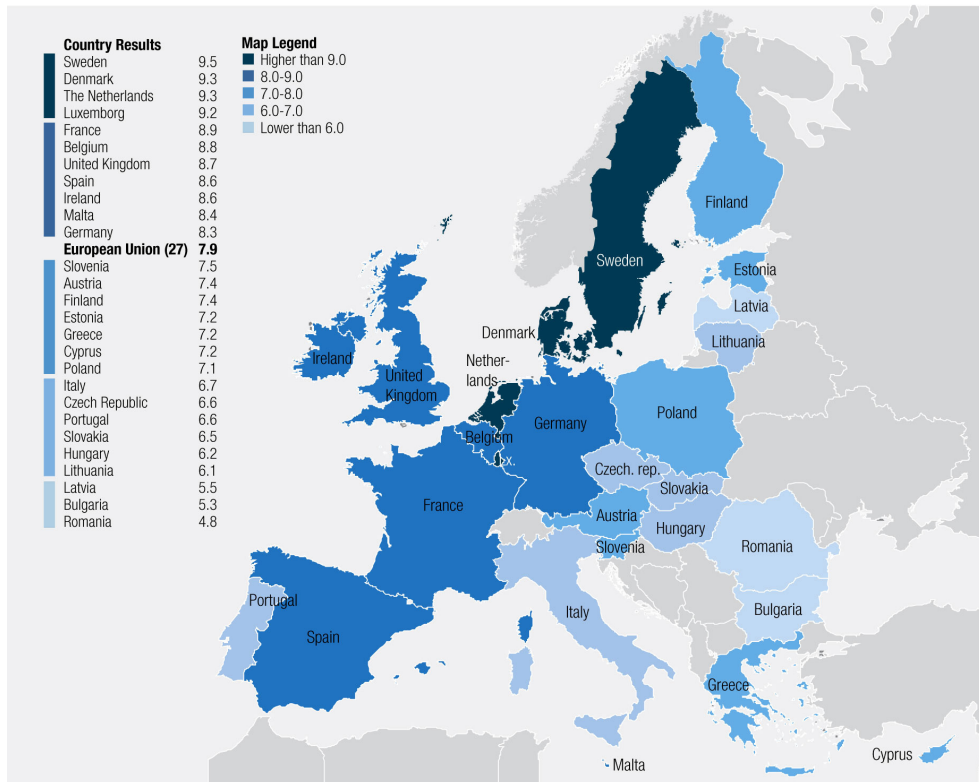 Country Results
Sweden 9.5
Denmark 9.3
The Netherlands 9.3
Luxemborg 9.2
France 8.9
Belgium 8.8
United Kingdom 8.7
Spain 8.6
Ireland 8.6
Malta 8.4
Germany 8.3
European Union (27) 7.9
Slovenia 7.5
Austria 7.4
Finland 7.4
Estonia 7.2
Greece 7.2
Cyprus 7.2
Poland 7.1
Italy 6.7
Czech Republic 6.6
Portugal 6.6
Slovakia 6.5
Hungary 6.2
Lithuania 6.1
Latvia 5.5
Bulgaria 5.3
Romania 4.8
Map Legend
Higher than 9.0
8.0-9.0
7.0-8.0
6.0-7.0
Lower than 6.0
Finland
Sweden
Estonia
Latvia
Lithuania
Denmark
Nether-
lands
Ireland
United
Kingdom
Belgium
Germany
Poland
Czech. rep.
Slovakia
France
Austria
Hungary
Slovenia
Romania
Bulgaria
Portugal
Spain
Italy
Greece
Malta
Cyprus